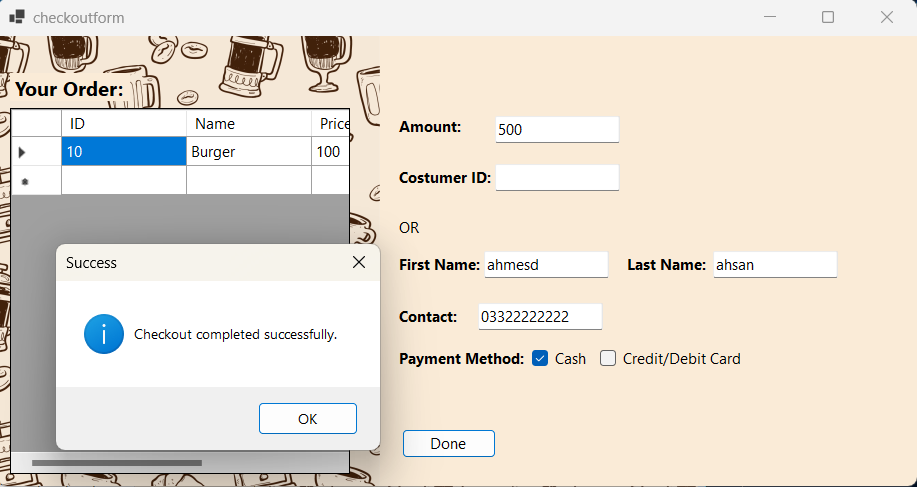 checkoutform
Your Order:
ID Name Price
10 Burger 100
Success
Checkout completed successfully.
OK
Amount: 500
Costumer ID:
OR
First Name: ahmesd Last Name: ahsan
Contact: 03322222222
Payment Method: Cash Credit/Debit Card
Done